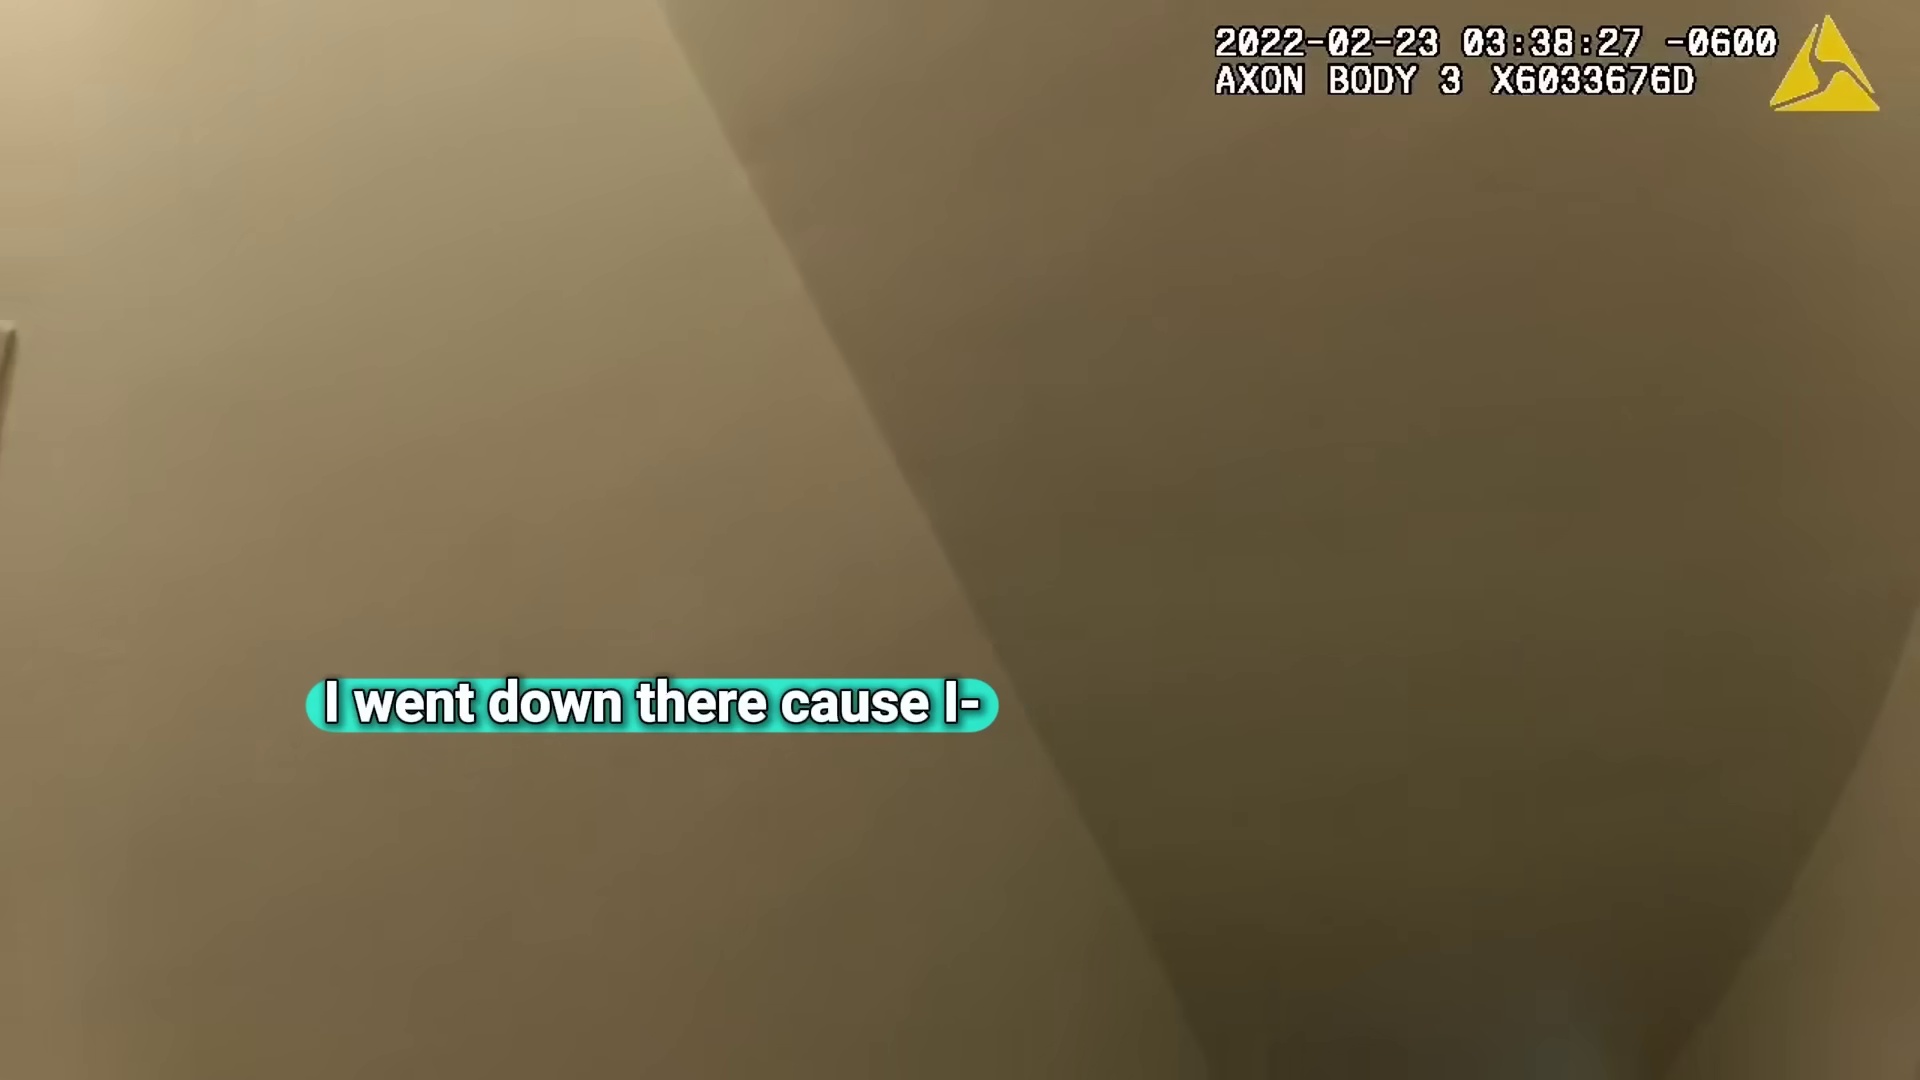 2022-02-23 03:38:27 -0600
AXON BODY 3 X6033676D
I went down there cause I-